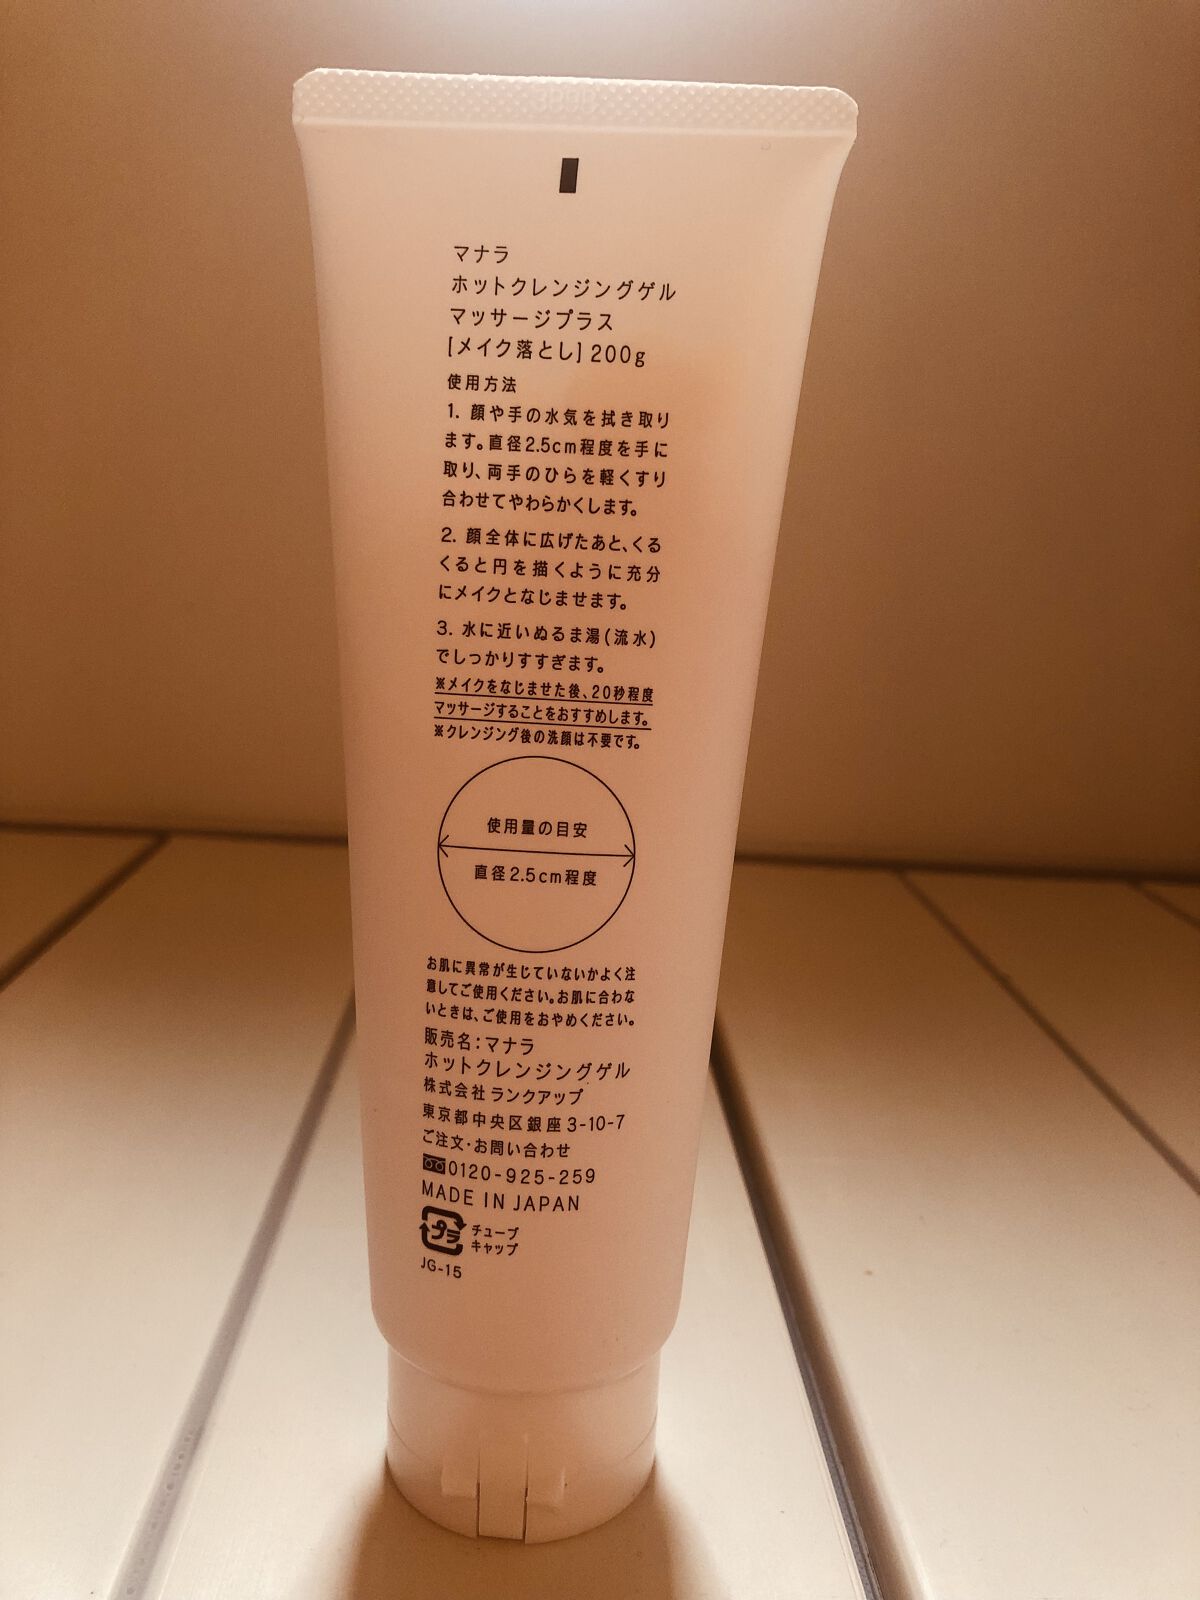 マナラ
ホットクレンジングゲル
マッサージプラス
[メイク落とし] 200g
使用方法
1. 顔や手の水気を拭き取り
ます。直径2.5cm程度を手に
取り、両手のひらを軽くすり
合わせてやわらかくします。
2. 顔全体に広げたあと、くる
くると円を描くように充分
にメイクとなじませます。
3. 水に近いぬるま湯(流水)
でしっかりすすぎます。
※メイクをなじませた後、20秒程度
マッサージすることをおすすめします。
※クレンジング後の洗顔は不要です。
使用量の目安
直径2.5cm程度
お肌に異常が生じていないかよく注
意してご使用ください。お肌に合わな
いときは、ご使用をおやめください。
販売名：マナラ
ホットクレンジングゲル
株式会社ランクアップ
東京都中央区銀座3-10-7
ご注文・お問い合わせ
0120-925-259
MADE IN JAPAN
プラ チューブ
キャップ
JG-15